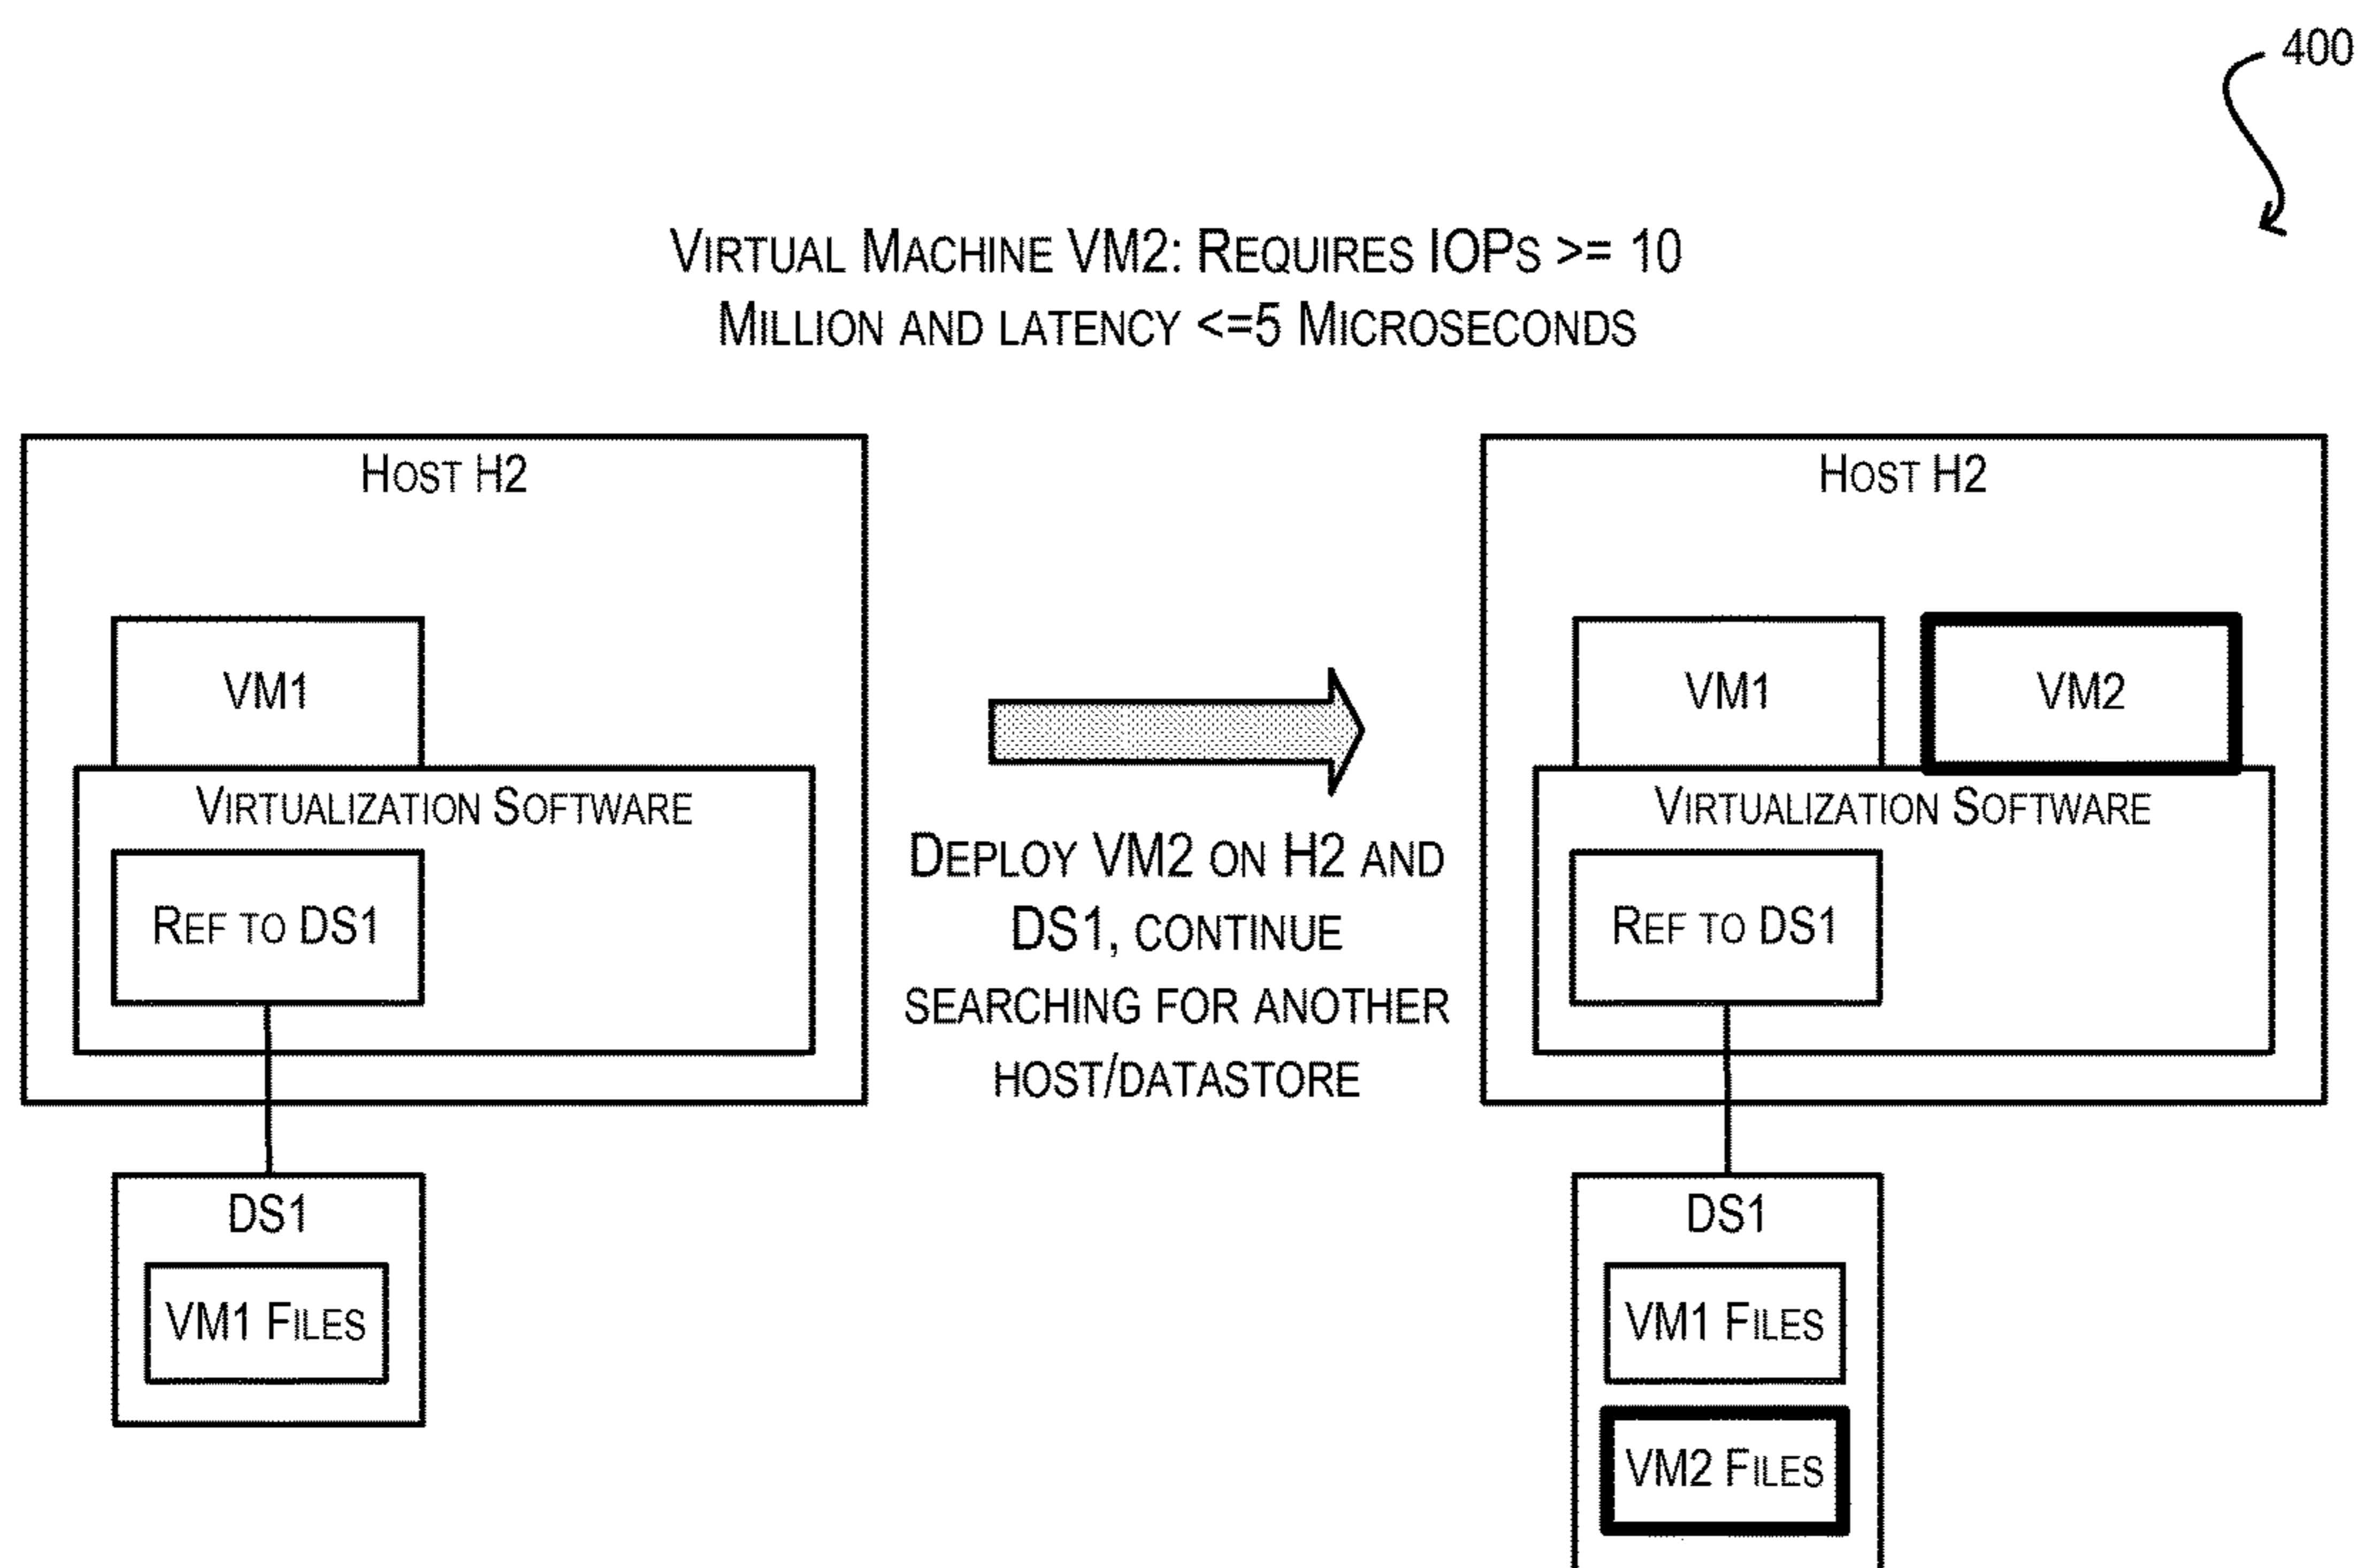 400
VIRTUAL MACHINE VM2: REQUIRES IOPS >= 10
MILLION AND LATENCY <=5 MICROSECONDS
HOST H2
VM1
VIRTUALIZATION SOFTWARE
REF TO DS1
DS1
VM1 FILES
DEPLOY VM2 ON H2 AND
DS1, CONTINUE
SEARCHING FOR ANOTHER
HOST/DATASTORE
HOST H2
VM1
VM2
VIRTUALIZATION SOFTWARE
REF TO DS1
DS1
VM1 FILES
VM2 FILES